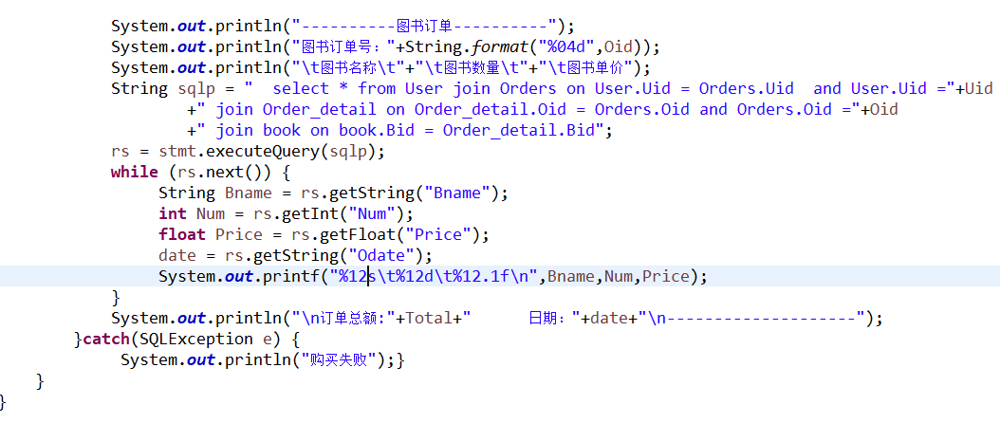 System.out.println("----------图书订单----------");
System.out.println("图书订单号："+String.format("%04d",Oid));
System.out.println("\t图书名称\t"+"\t图书数量\t"+"\t图书单价");
String sqlp = "  select * from User join Orders on User.Uid = Orders.Uid  and User.Uid ="+Uid
+" join Order_detail on Order_detail.Oid = Orders.Oid and Orders.Oid ="+Oid
+" join book on book.Bid = Order_detail.Bid";
rs = stmt.executeQuery(sqlp);
while (rs.next()) {
String Bname = rs.getString("Bname");
int Num = rs.getInt("Num");
float Price = rs.getFloat("Price");
date = rs.getString("Odate");
System.out.printf("%12s\t%12d\t%12.1f\n",Bname,Num,Price);
}
System.out.println("\n订单总额:"+Total+"      日期："+date+"\n--------------------");
}catch(SQLException e) {
System.out.println("购买失败");}
}
}